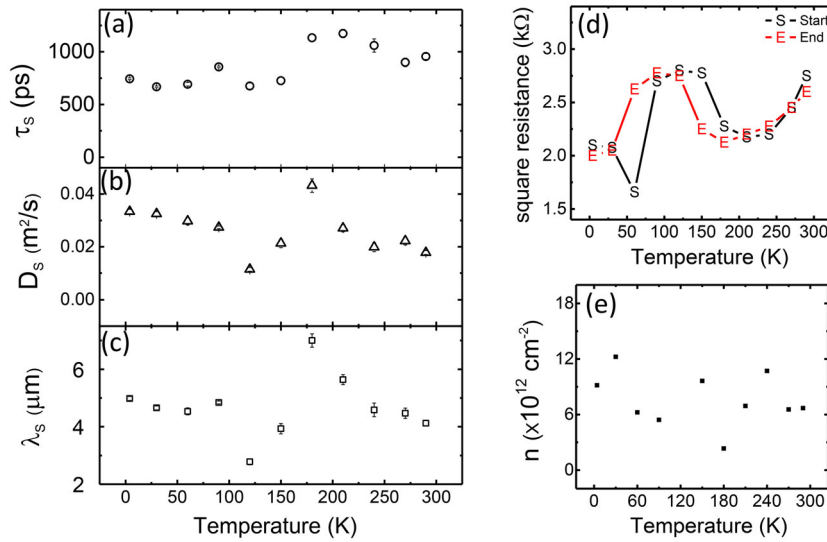 (a)
τS (ps)
1000
500
0
(b)
DS (m²/s)
0.04
0.02
0.00
(c)
λS (μm)
6
4
2
0 50 100 150 200 250 300
Temperature (K)
(d)
S Start
E End
square resistance (kΩ)
3.0
2.5
2.0
1.5
0 50 100 150 200 250 300
Temperature (K)
(e)
n (×10¹² cm⁻²)
18
12
6
0
0 60 120 180 240 300
Temperature (K)